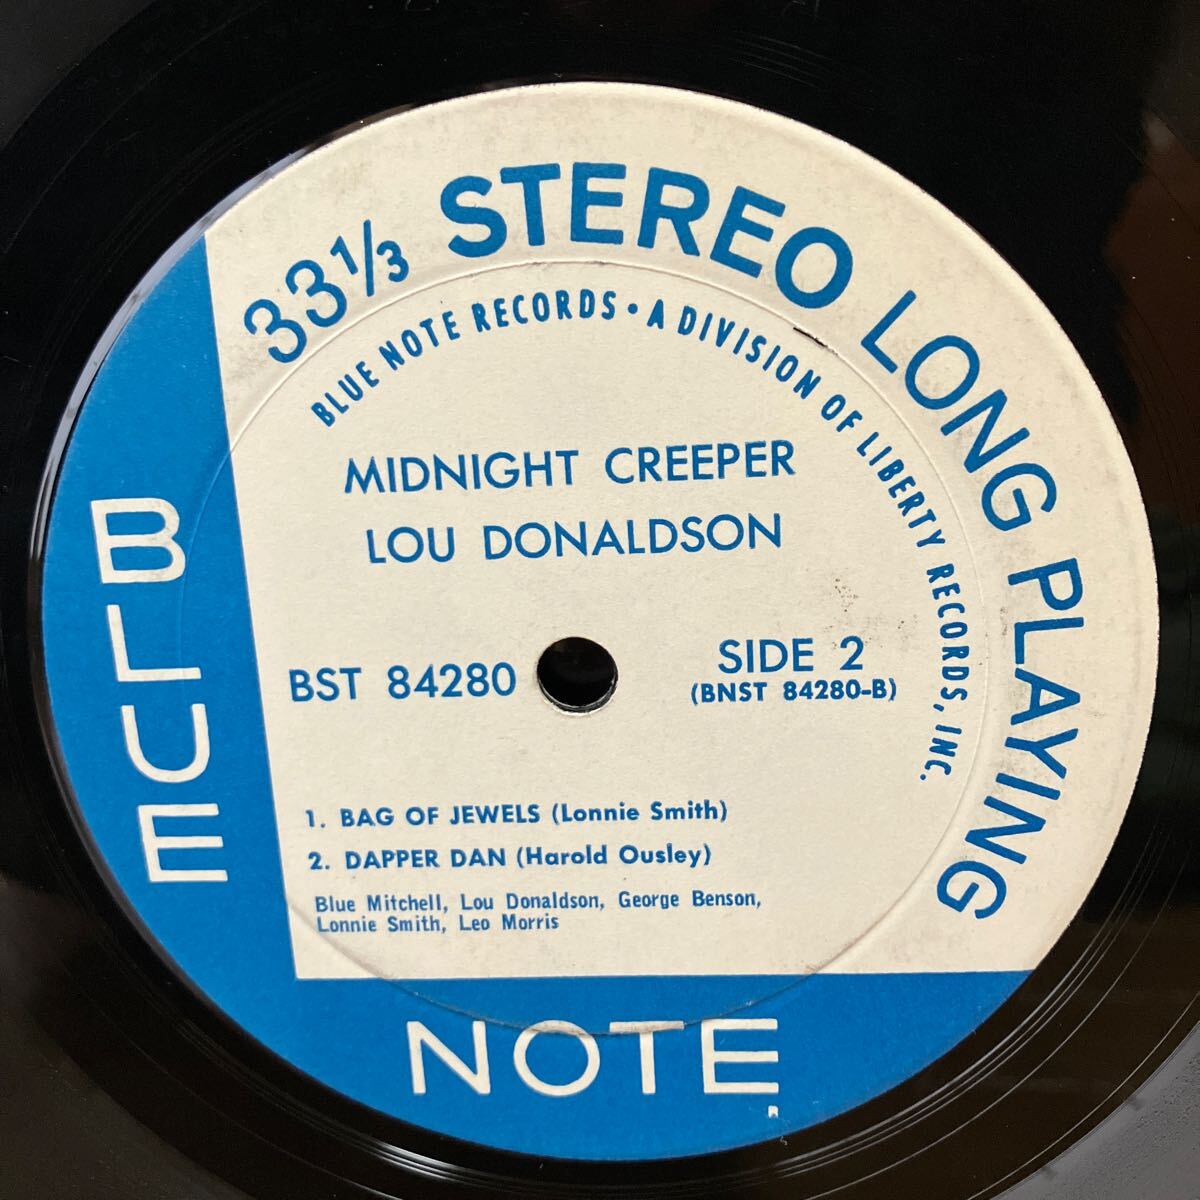 33 1/3 STEREO LONG PLAYING
BLUE NOTE RECORDS • A DIVISION OF LIBERTY RECORDS, INC.
MIDNIGHT CREEPER
LOU DONALDSON
BST 84280
SIDE 2
(BNST 84280-B)
1. BAG OF JEWELS (Lonnie Smith)
2. DAPPER DAN (Harold Ousley)
Blue Mitchell, Lou Donaldson, George Benson,
Lonnie Smith, Leo Morris
BLUE
NOTE
R